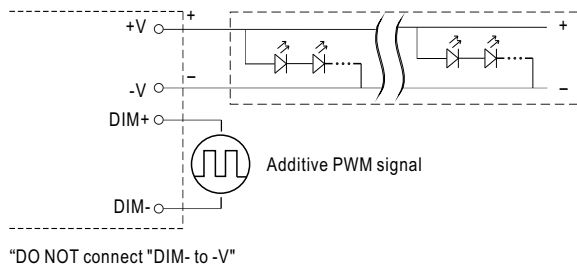 +V
+
-V
−
DIM+
DIM-
Additive PWM signal
+
−
“DO NOT connect "DIM- to -V"